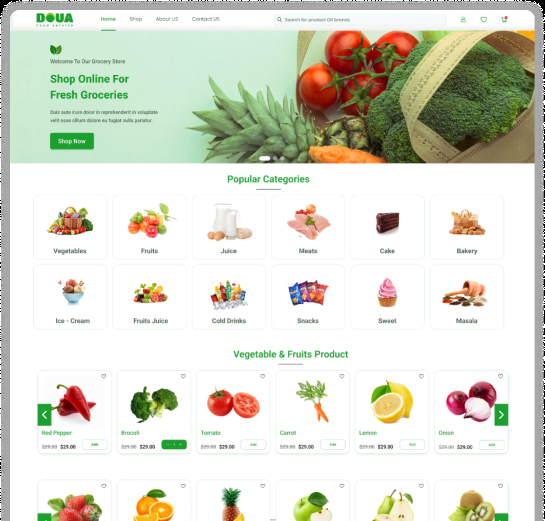 DOUA
Home Shop About US Contact US
Search for product OR brands
Welcome To Our Grocery Store
Shop Online For
Fresh Groceries
Duis aute irure dolor in reprehenderit in voluptate
velit esse cillum dolore eu fugiat nulla pariatur.
Shop Now
Popular Categories
Vegetables Fruits Juice Meats Cake Bakery
Ice - Cream Fruits Juice Cold Drinks Snacks Sweet Masala
Vegetable & Fruits Product
Red Pepper Brocoli Tomato Carrot Lemon Onion
$29.00 $29.00 Add $29.00 $29.00 - 1 + $29.00 $29.00 Add $29.00 $29.00 Add $29.00 $29.00 Add $29.00 $29.00 Add